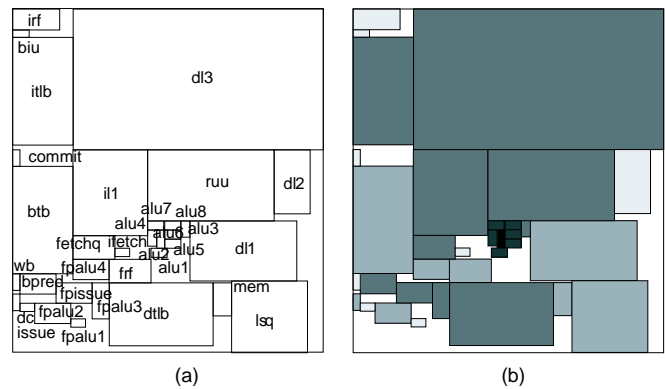 irf
biu
itlb
dl3
commit
btb
il1
ruu
dl2
alu7
alu8
alu4
alu6
alu3
fetchq
ifetch
alu2
alu5
dl1
wb
fpalu4
frf
alu1
bpred
fpissue
mem
dc
fpalu2
fpalu3
dtlb
lsq
issue
fpalu1
(a)
(b)